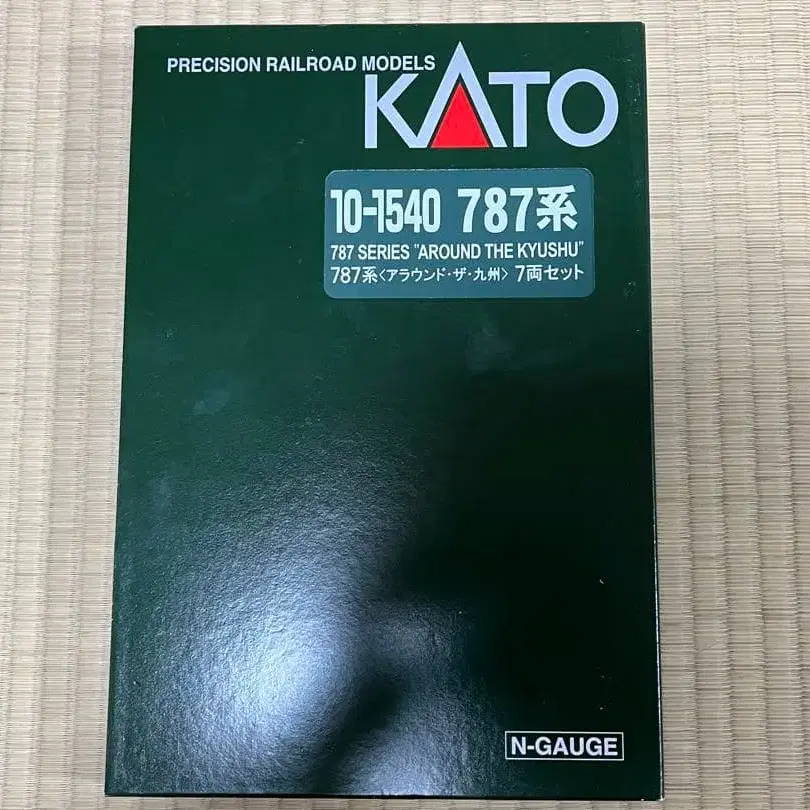 PRECISION RAILROAD MODELS
KATO
10-1540 787系
787 SERIES "AROUND THE KYUSHU"
787系<アラウンド・ザ・九州> 7両セット
N-GAUGE